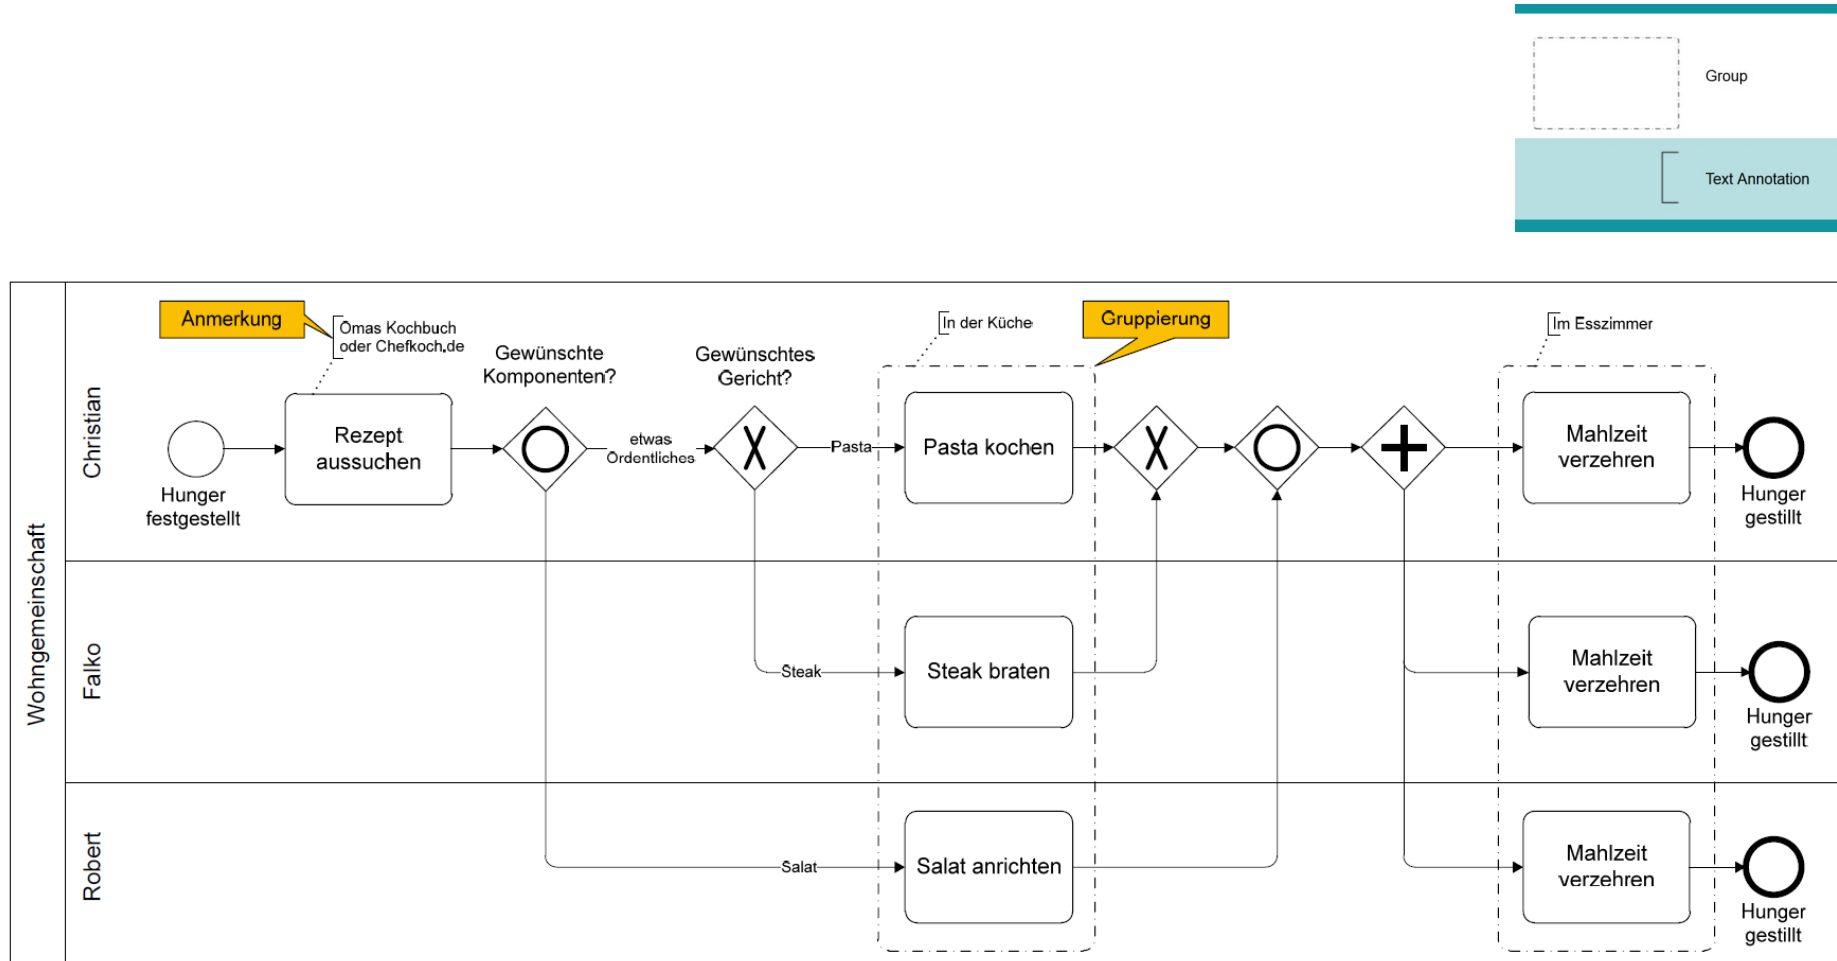 Group
Text Annotation
Wohngemeinschaft
Christian
Anmerkung
Omas Kochbuch
oder Chefkoch.de
Gewünschte
Komponenten?
Gewünschtes
Gericht?
In der Küche
Gruppierung
Im Esszimmer
Hunger
festgestellt
Rezept
aussuchen
etwas
Ordentliches
Pasta
Pasta kochen
Mahlzeit
verzehren
Hunger
gestillt
Falko
Steak
Steak braten
Mahlzeit
verzehren
Hunger
gestillt
Robert
Salat
Salat anrichten
Mahlzeit
verzehren
Hunger
gestillt